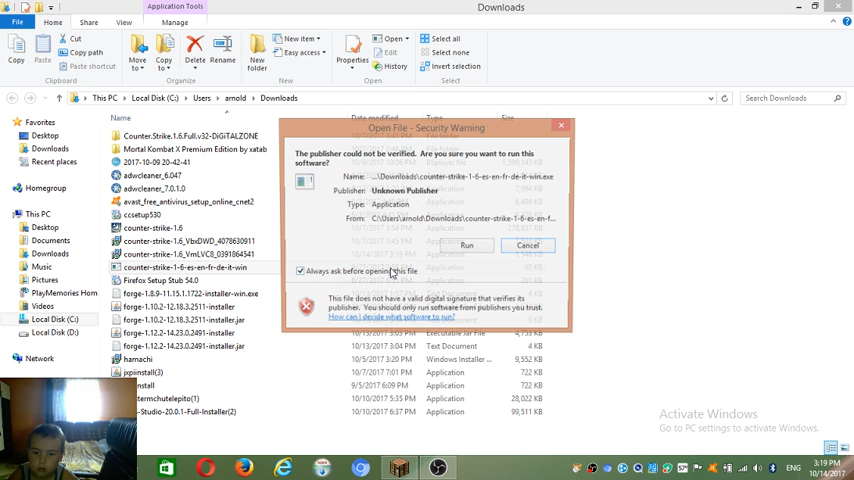 Application Tools
Downloads
File
Home
Share
View
Manage
Copy
Paste
Cut
Copy path
Paste shortcut
Move to
Copy to
Delete
Rename
New folder
New item
Easy access
Properties
Open
Edit
History
Select all
Select none
Invert selection
Clipboard
Organize
New
Open
Select
This PC
Local Disk (C:)
Users
arnold
Downloads
Search Downloads
Favorites
Desktop
Downloads
Recent places
Homegroup
This PC
Desktop
Documents
Downloads
Music
Pictures
PlayMemories Hom
Videos
Local Disk (C:)
Local Disk (D:)
Network
Name
Type
Size
Counter.Strike.1.6.Full.v32-DiGiTALZONE
Mortal Kombat X Premium Edition by xatab
2017-10-09 20-42-41
adwcleaner_6.047
adwcleaner_7.0.1.0
avast_free_antivirus_setup_online_cnet2
ccsetup530
counter-strike-1.6
counter-strike-1.6_VbxDWD_4078630911
counter-strike-1.6_VmLVC8_0391864541
counter-strike-1-6-es-en-fr-de-it-win
Firefox Setup Stub 54.0
forge-1.8.9-11.15.1.1722-installer-win.exe
forge-1.10.2-12.18.3.2511-installer
forge-1.10.2-12.18.3.2511-installer.jar
forge-1.12.2-14.23.0.2491-installer
forge-1.12.2-14.23.0.2491-installer.jar
10/13/2017 3:04 PM Text Document 4 KB
hamachi
10/5/2017 3:20 PM Windows Installer ... 9,552 KB
jxpiinstall(3)
10/7/2017 7:01 PM Application 722 KB
nstall
9/5/2017 6:09 PM Application 722 KB
termchutelepito(1)
10/10/2017 5:35 PM Application 28,022 KB
-Studio-20.0.1-Full-Installer(2)
10/10/2017 6:37 PM Application 99,511 KB
Open File - Security Warning
The publisher could not be verified. Are you sure you want to run this
software?
Name: ...\Downloads\counter-strike-1-6-es-en-fr-de-it-win.exe
Publisher: Unknown Publisher
Type: Application
From: C:\Users\arnold\Downloads\counter-strike-1-6-es-en-f...
Run
Cancel
Always ask before opening this file
This file does not have a valid digital signature that verifies its
publisher. You should only run software from publishers you trust.
How can I decide what software to run?
Activate Windows
Go to PC settings to activate Windows.
ENG
3:19 PM
10/14/2017